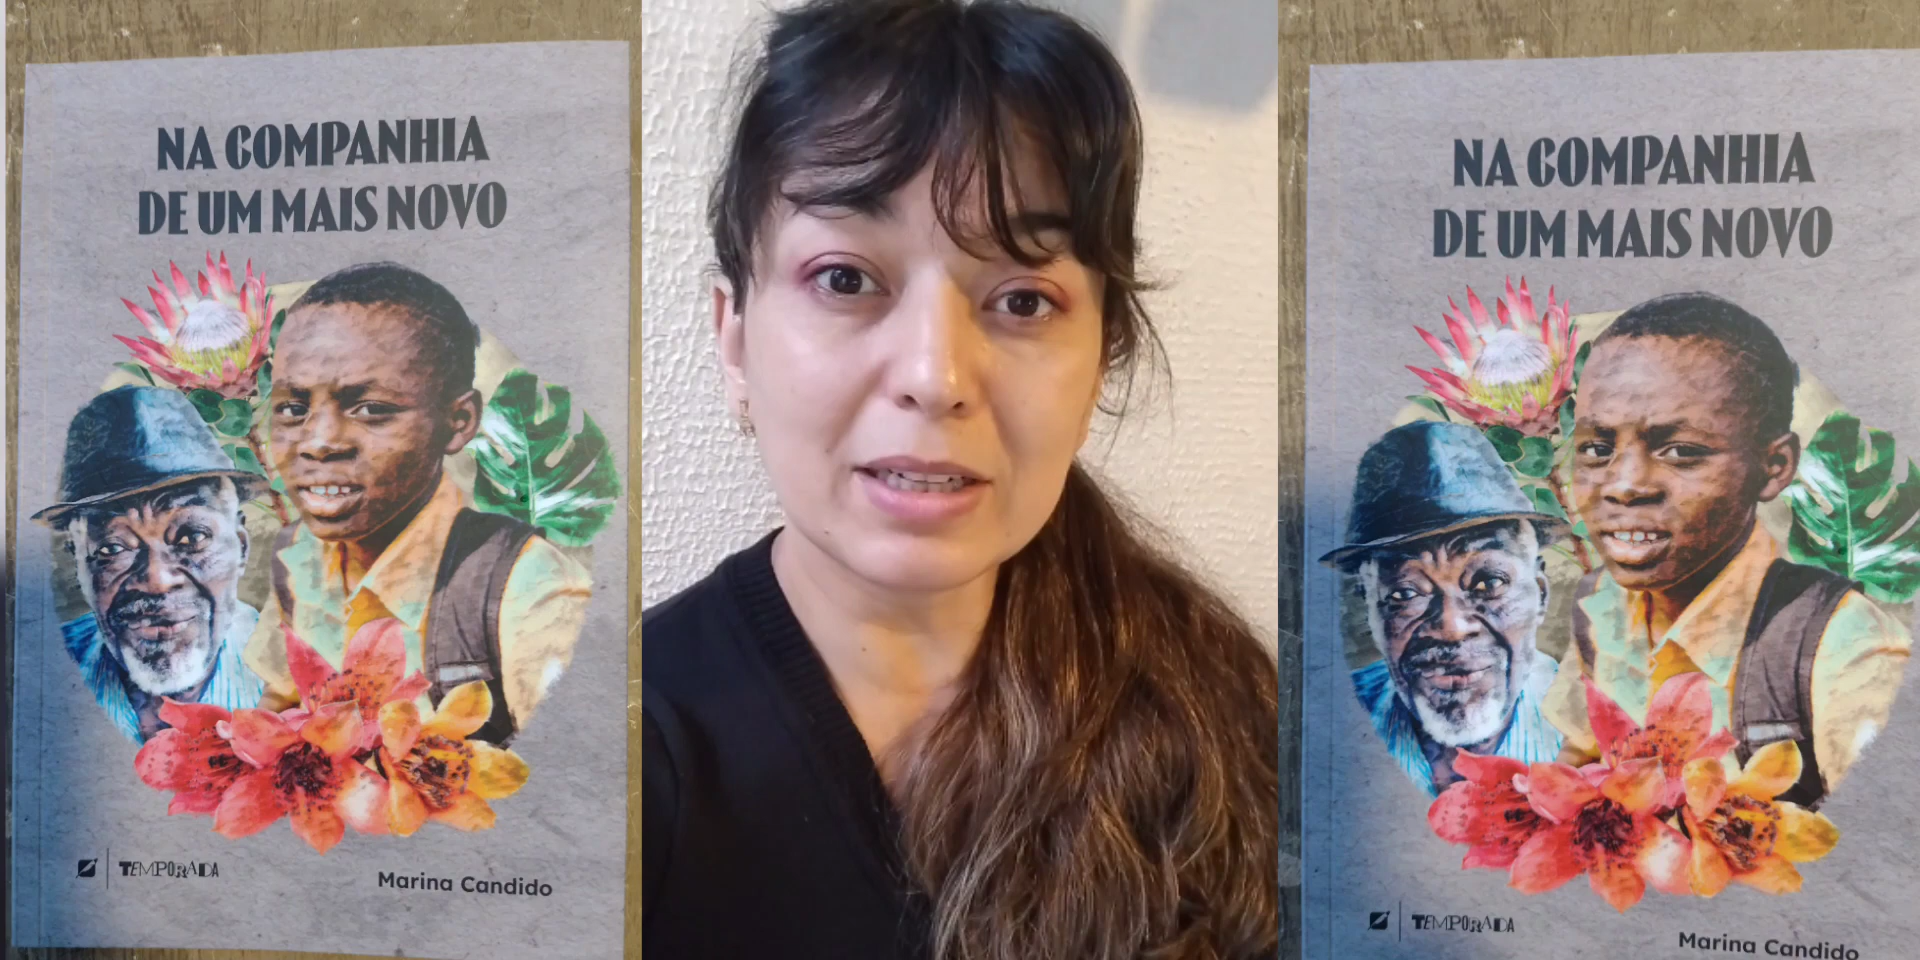 NA COMPANHIA
DE UM MAIS NOVO
TEMPORADA
Marina Candido
NA COMPANHIA
DE UM MAIS NOVO
TEMPORADA
Marina Candido